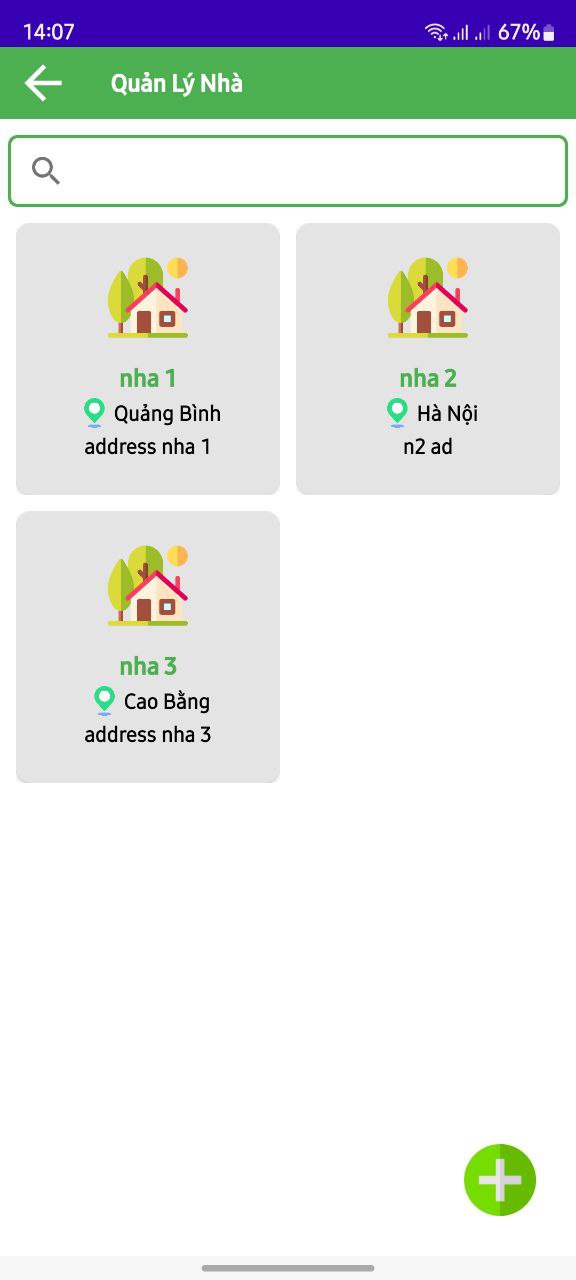 14:07
67%
Quản Lý Nhà
nha 1
Quảng Bình
address nha 1
nha 2
Hà Nội
n2 ad
nha 3
Cao Bằng
address nha 3